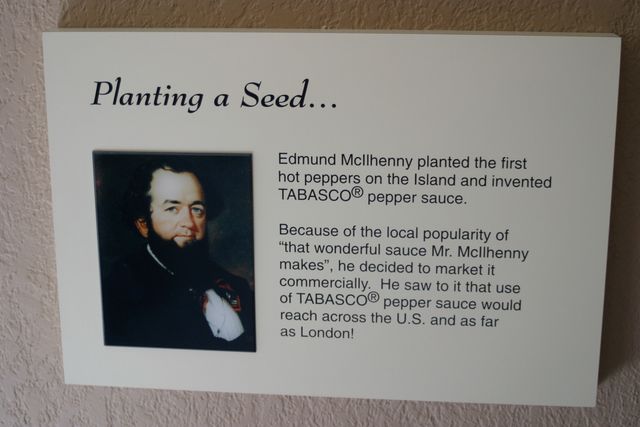 Planting a Seed...
Edmund McIlhenny planted the first
hot peppers on the Island and invented
TABASCO® pepper sauce.
Because of the local popularity of
“that wonderful sauce Mr. McIlhenny
makes”, he decided to market it
commercially. He saw to it that use
of TABASCO® pepper sauce would
reach across the U.S. and as far
as London!